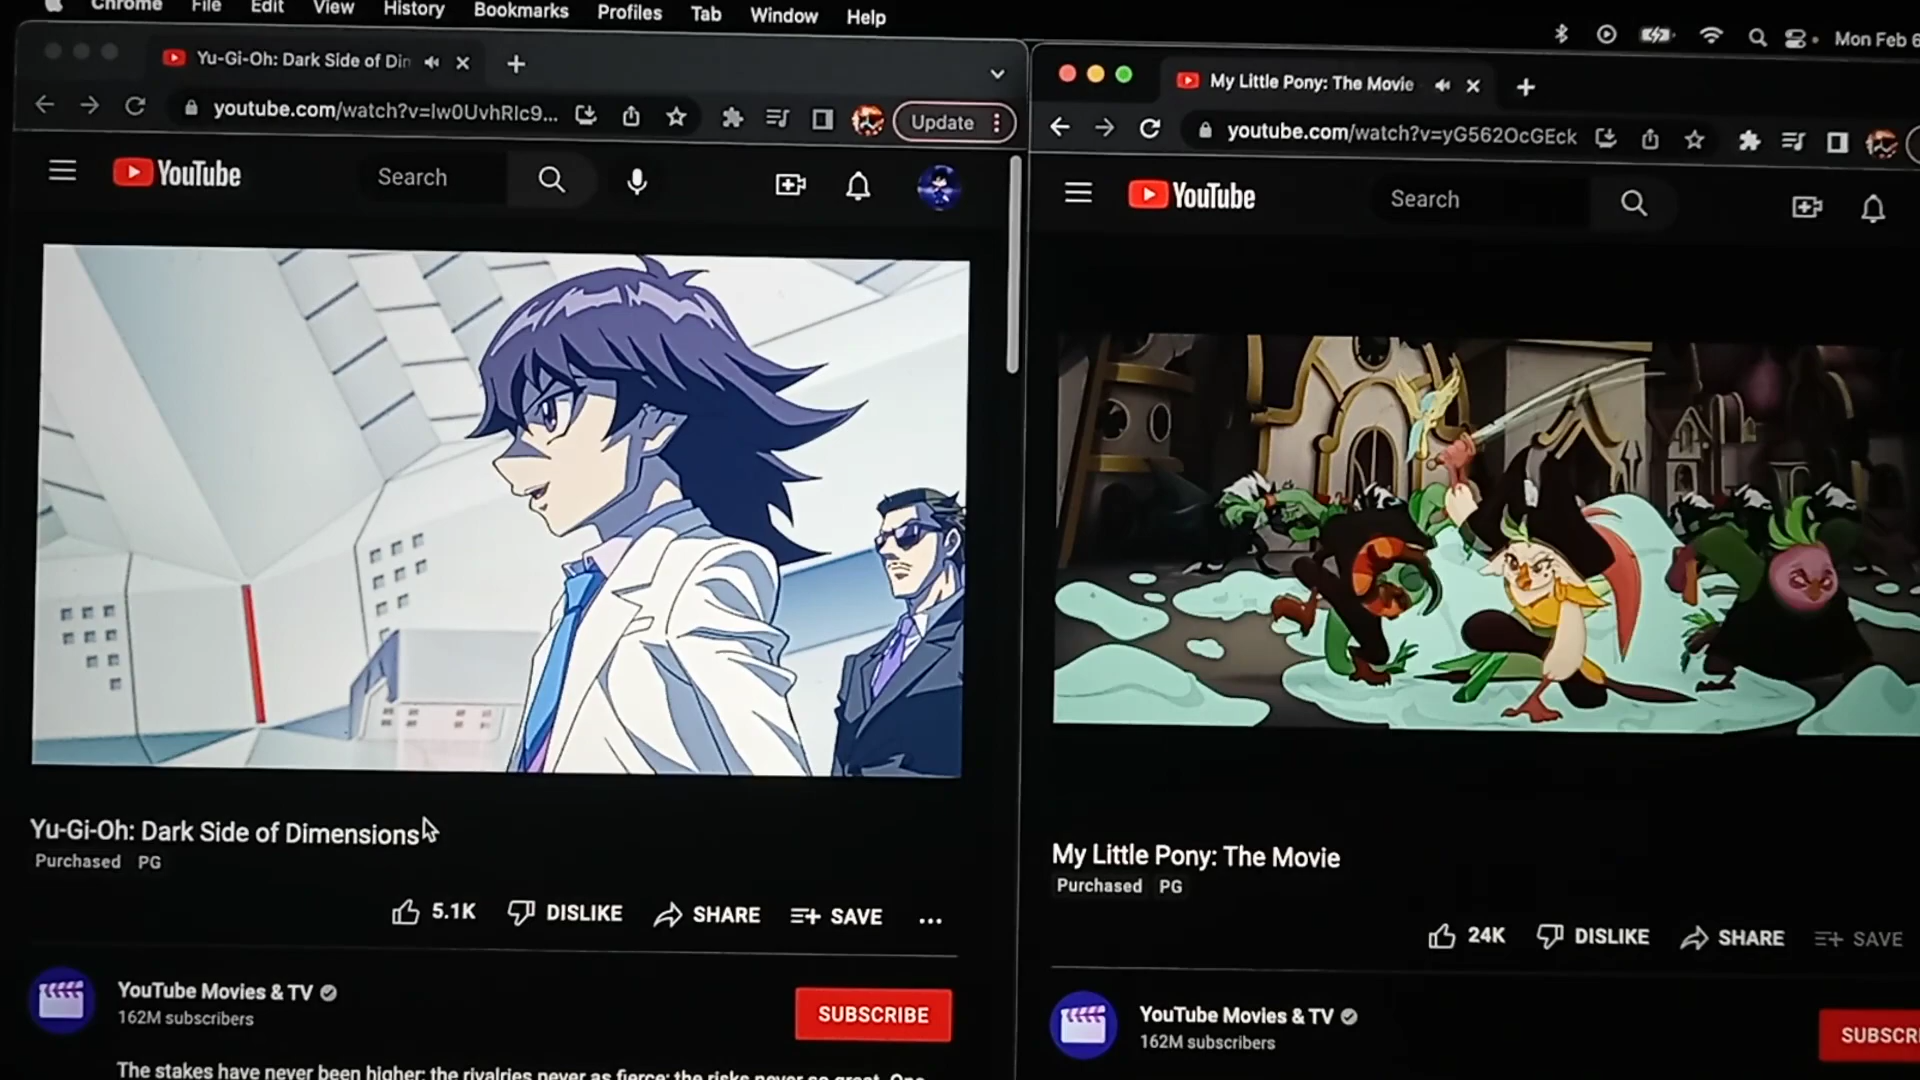 Chrome File Edit View History Bookmarks Profiles Tab Window Help
Mon Feb 6
Yu-Gi-Oh: Dark Side of Din
youtube.com/watch?v=lw0UvhRlc9...
Update
YouTube
Search
Yu-Gi-Oh: Dark Side of Dimensions
Purchased PG
5.1K DISLIKE SHARE SAVE ...
YouTube Movies & TV
162M subscribers
SUBSCRIBE
The stakes have never been higher; the rivalries never as fierce; the risks never so great. One
My Little Pony: The Movie
youtube.com/watch?v=yG562OcGEck
YouTube
Search
My Little Pony: The Movie
Purchased PG
24K DISLIKE SHARE SAVE
YouTube Movies & TV
162M subscribers
SUBSCRI